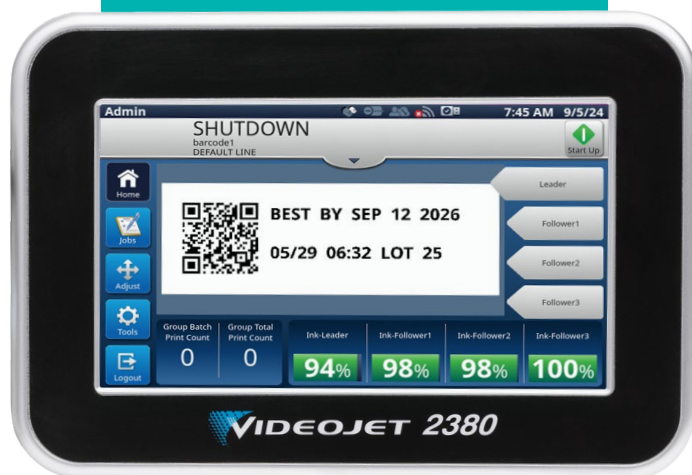 Admin
7:45 AM 9/5/24
SHUTDOWN
barcode1
DEFAULT LINE
Start Up
Home
Jobs
Adjust
Tools
Logout
BEST BY SEP 12 2026
05/29 06:32 LOT 25
Leader
Follower1
Follower2
Follower3
Group Batch
Print Count
0
Group Total
Print Count
0
Ink-Leader
94%
Ink-Follower1
98%
Ink-Follower2
98%
Ink-Follower3
100%
VIDEOJET 2380